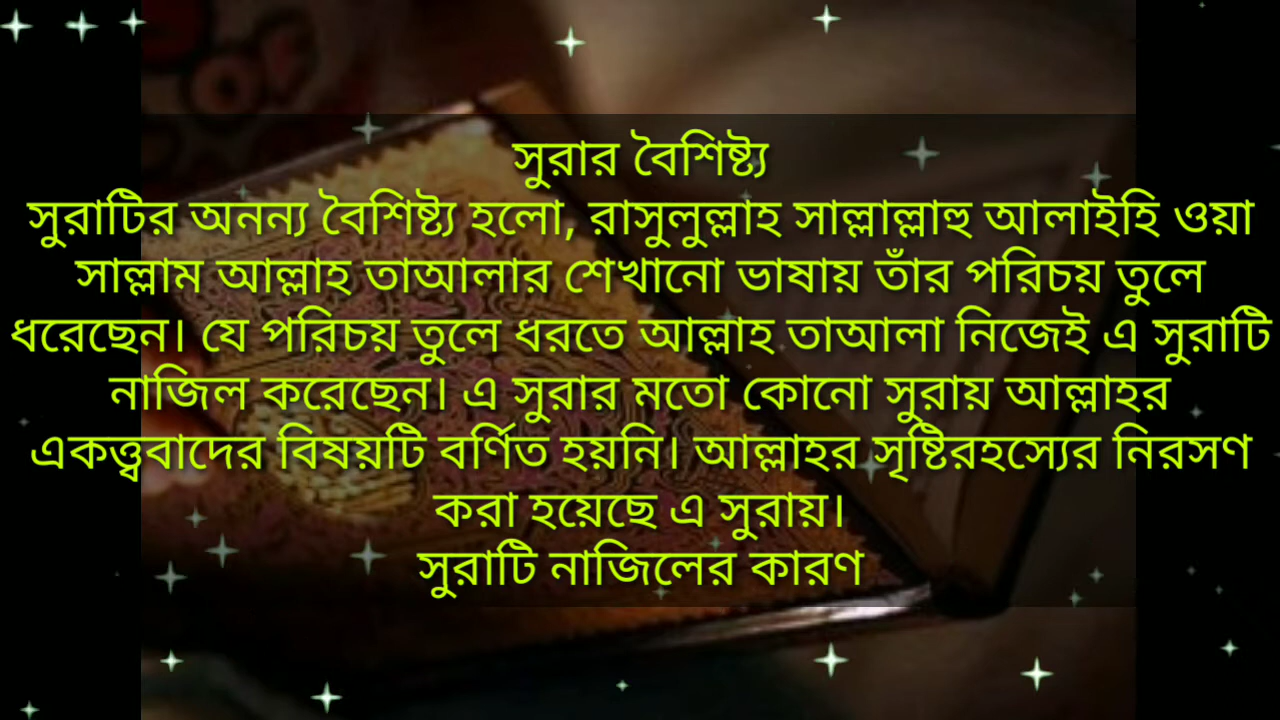 সুরার বৈশিষ্ট্য
সুরাটির অনন্য বৈশিষ্ট্য হলো, রাসুলুল্লাহ সাল্লাল্লাহু আলাইহি ওয়া
সাল্লাম আল্লাহ তাআলার শেখানো ভাষায় তাঁর পরিচয় তুলে
ধরেছেন। যে পরিচয় তুলে ধরতে আল্লাহ তাআলা নিজেই এ সুরাটি
নাজিল করেছেন। এ সুরার মতো কোনো সুরায় আল্লাহর
একত্ত্ববাদের বিষয়টি বর্ণিত হয়নি। আল্লাহর সৃষ্টিরহস্যের নিরসণ
করা হয়েছে এ সুরায়।
সুরাটি নাজিলের কারণ